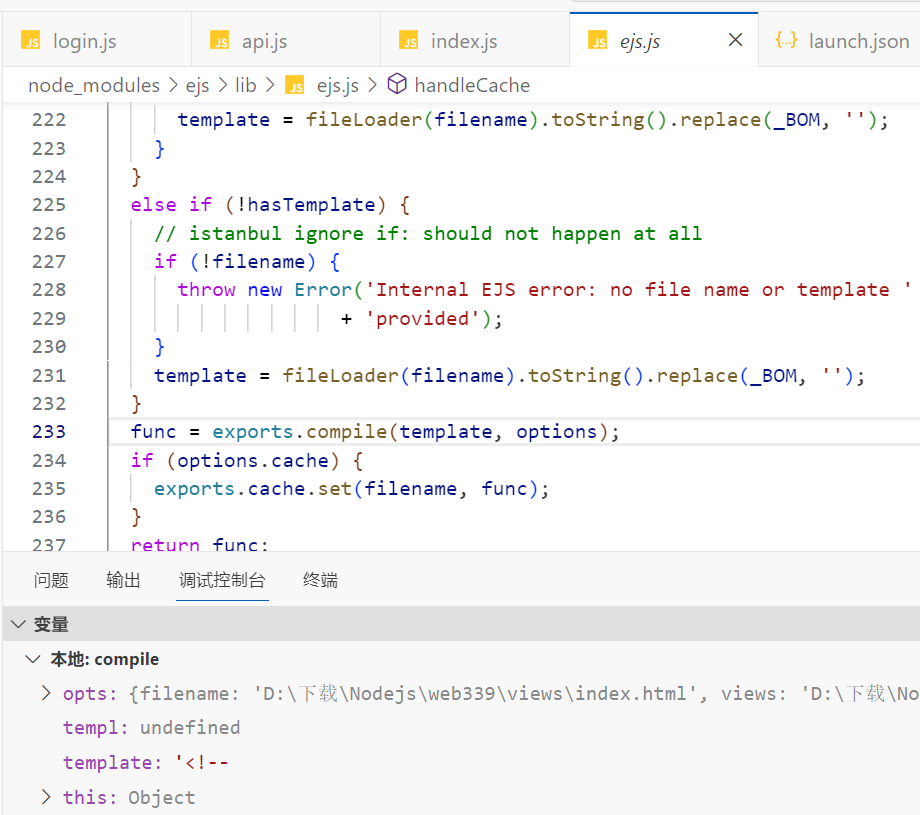 JS login.js JS api.js JS index.js JS ejs.js {··} launch.json
node_modules > ejs > lib > JS ejs.js > handleCache
222 template = fileLoader(filename).toString().replace(_BOM, '');
223 }
224 }
225 else if (!hasTemplate) {
226 // istanbul ignore if: should not happen at all
227 if (!filename) {
228 throw new Error('Internal EJS error: no file name or template '
229 + 'provided');
230 }
231 template = fileLoader(filename).toString().replace(_BOM, '');
232 }
233 func = exports.compile(template, options);
234 if (options.cache) {
235 exports.cache.set(filename, func);
236 }
237 return func;
问题 输出 调试控制台 终端
变量
本地: compile
opts: {filename: 'D:\下载\Nodejs\web339\views\index.html', views: 'D:\下载\No
templ: undefined
template: '<!--
this: Object